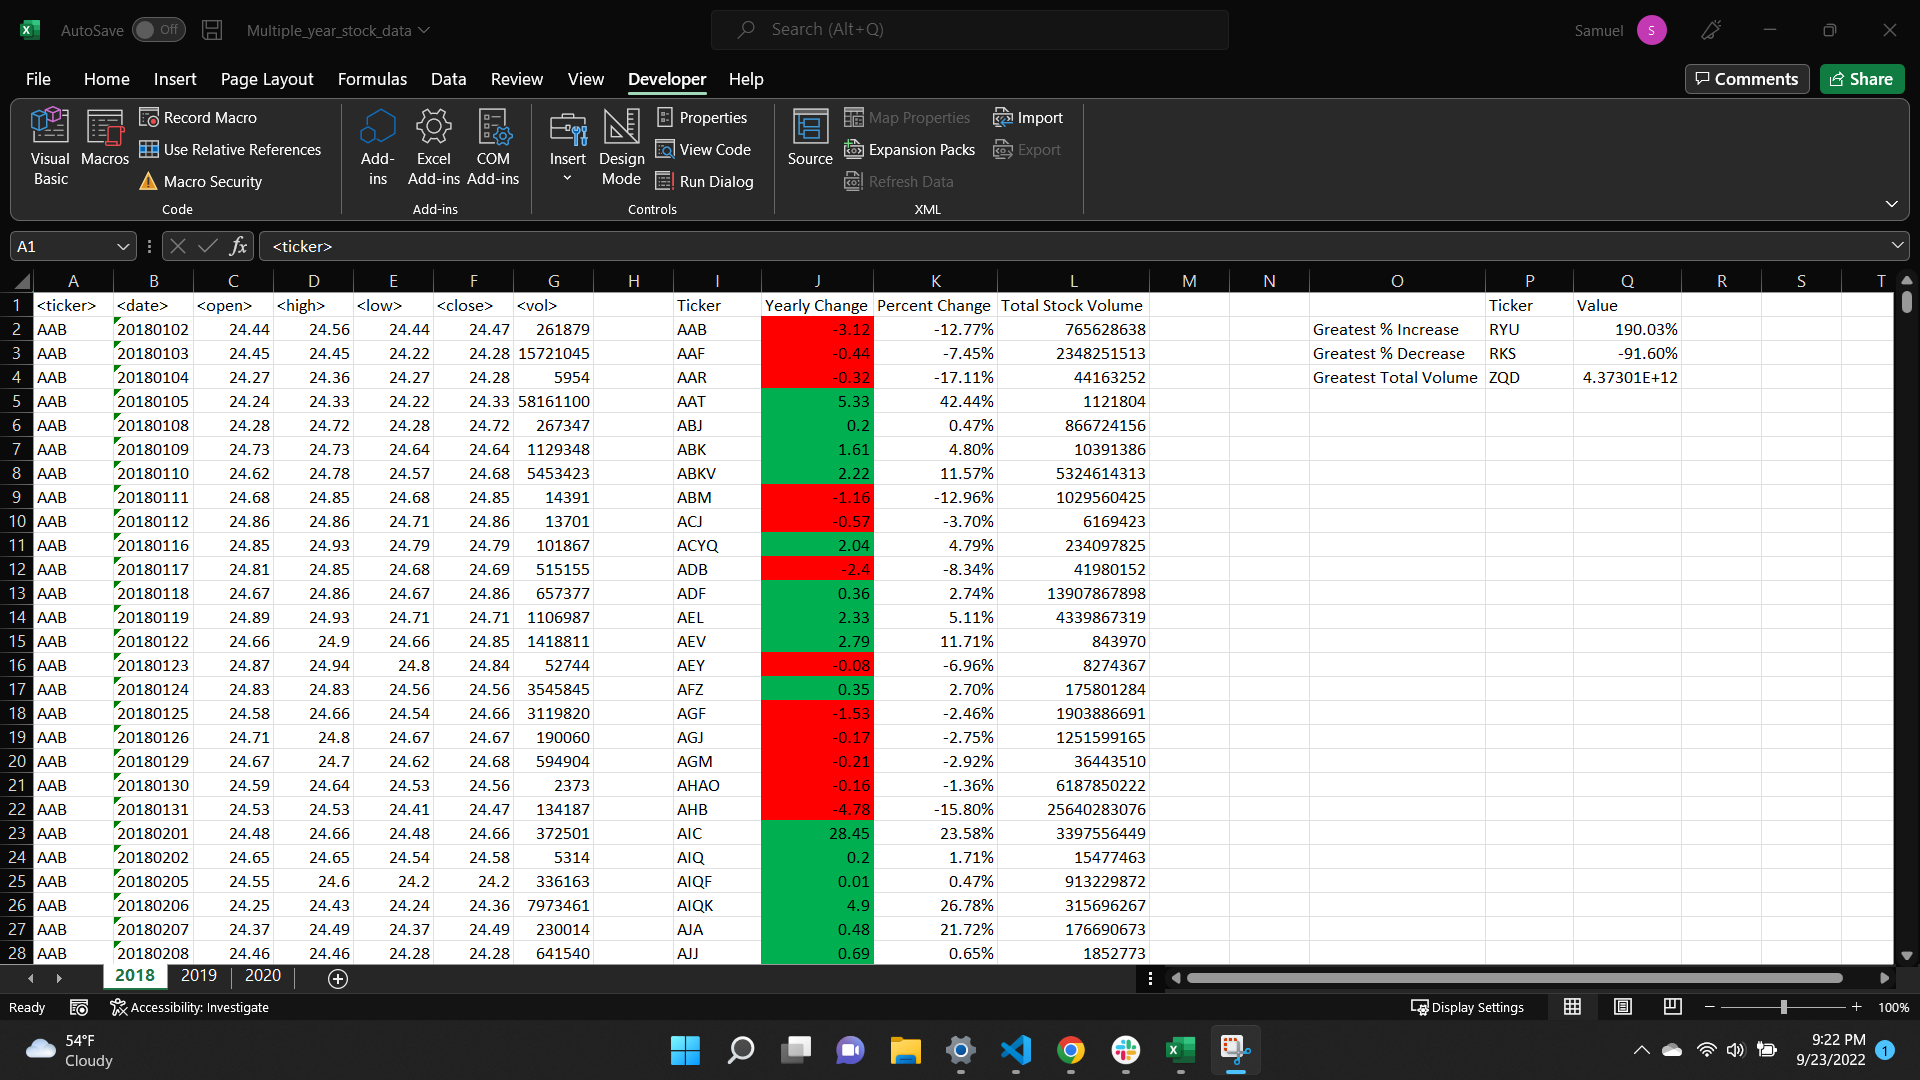 AutoSave Off Multiple_year_stock_data Search (Alt+Q) Samuel S
File Home Insert Page Layout Formulas Data Review View Developer Help Comments Share
Visual Basic Macros Record Macro Use Relative References Macro Security Code
Add-ins Excel Add-ins COM Add-ins Add-ins
Insert Design Mode Properties View Code Run Dialog Controls
Source Map Properties Expansion Packs Refresh Data Import Export XML
A1 fx <ticker>
A B C D E F G H I J K L M N O P Q R S T
1 <ticker> <date> <open> <high> <low> <close> <vol> Ticker Yearly Change Percent Change Total Stock Volume Ticker Value
2 AAB 20180102 24.44 24.56 24.44 24.47 261879 AAB -3.12 -12.77% 765628638 Greatest % Increase RYU 190.03%
3 AAB 20180103 24.45 24.45 24.22 24.28 15721045 AAF -0.44 -7.45% 2348251513 Greatest % Decrease RKS -91.60%
4 AAB 20180104 24.27 24.36 24.27 24.28 5954 AAR -0.32 -17.11% 44163252 Greatest Total Volume ZQD 4.37301E+12
5 AAB 20180105 24.24 24.33 24.22 24.33 58161100 AAT 5.33 42.44% 1121804
6 AAB 20180108 24.28 24.72 24.28 24.72 267347 ABJ 0.2 0.47% 866724156
7 AAB 20180109 24.73 24.73 24.64 24.64 1129348 ABK 1.61 4.80% 10391386
8 AAB 20180110 24.62 24.78 24.57 24.68 5453423 ABKV 2.22 11.57% 5324614313
9 AAB 20180111 24.68 24.85 24.68 24.85 14391 ABM -1.16 -12.96% 1029560425
10 AAB 20180112 24.86 24.86 24.71 24.86 13701 ACJ -0.57 -3.70% 6169423
11 AAB 20180116 24.85 24.93 24.79 24.79 101867 ACYQ 2.04 4.79% 234097825
12 AAB 20180117 24.81 24.85 24.68 24.69 515155 ADB -2.4 -8.34% 41980152
13 AAB 20180118 24.67 24.86 24.67 24.86 657377 ADF 0.36 2.74% 13907867898
14 AAB 20180119 24.89 24.93 24.71 24.71 1106987 AEL 2.33 5.11% 4339867319
15 AAB 20180122 24.66 24.9 24.66 24.85 1418811 AEV 2.79 11.71% 843970
16 AAB 20180123 24.87 24.94 24.8 24.84 52744 AEY -0.08 -6.96% 8274367
17 AAB 20180124 24.83 24.83 24.56 24.56 3545845 AFZ 0.35 2.70% 175801284
18 AAB 20180125 24.58 24.66 24.54 24.66 3119820 AGF -1.53 -2.46% 1903886691
19 AAB 20180126 24.71 24.8 24.67 24.67 190060 AGJ -0.17 -2.75% 1251599165
20 AAB 20180129 24.67 24.7 24.62 24.68 594904 AGM -0.21 -2.92% 36443510
21 AAB 20180130 24.59 24.64 24.53 24.56 2373 AHAO -0.16 -1.36% 6187850222
22 AAB 20180131 24.53 24.53 24.41 24.47 134187 AHB -4.78 -15.80% 25640283076
23 AAB 20180201 24.48 24.66 24.48 24.66 372501 AIC 28.45 23.58% 3397556449
24 AAB 20180202 24.65 24.65 24.54 24.58 5314 AIQ 0.2 1.71% 15477463
25 AAB 20180205 24.55 24.6 24.2 24.2 336163 AIQF 0.01 0.47% 913229872
26 AAB 20180206 24.25 24.43 24.24 24.36 7973461 AIQK 4.9 26.78% 315696267
27 AAB 20180207 24.37 24.49 24.37 24.49 230014 AJA 0.48 21.72% 176690673
28 AAB 20180208 24.46 24.46 24.28 24.28 641540 AJJ 0.69 0.65% 1852773
2018 2019 2020
Ready Accessibility: Investigate Display Settings 100%
54°F 9:22 PM
Cloudy 9/23/2022 1